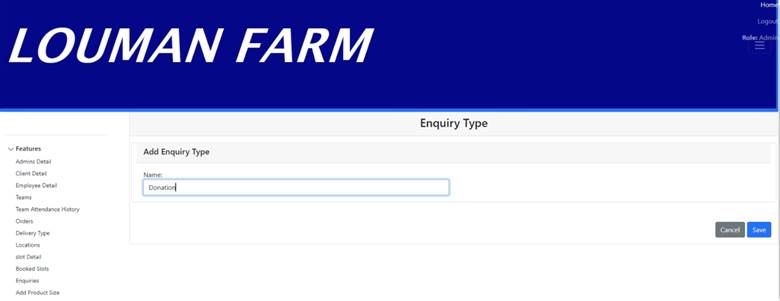 Home
Logout
Role: Admin
LOUMAN FARM
Enquiry Type
Features
Admins Detail
Client Detail
Employee Detail
Teams
Team Attendance History
Orders
Delivery Type
Locations
slot Detail
Booked Slots
Enquiries
Add Product Size
Add Enquiry Type
Name:
Donation
Cancel Save